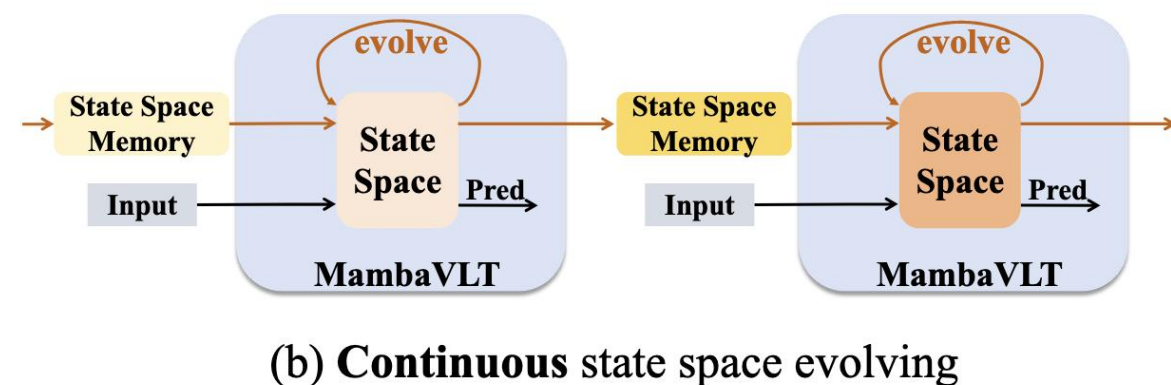 evolve
State Space
Memory
State
Space
Input
Pred
MambaVLT
evolve
State Space
Memory
State
Space
Input
Pred
MambaVLT
(b) Continuous state space evolving